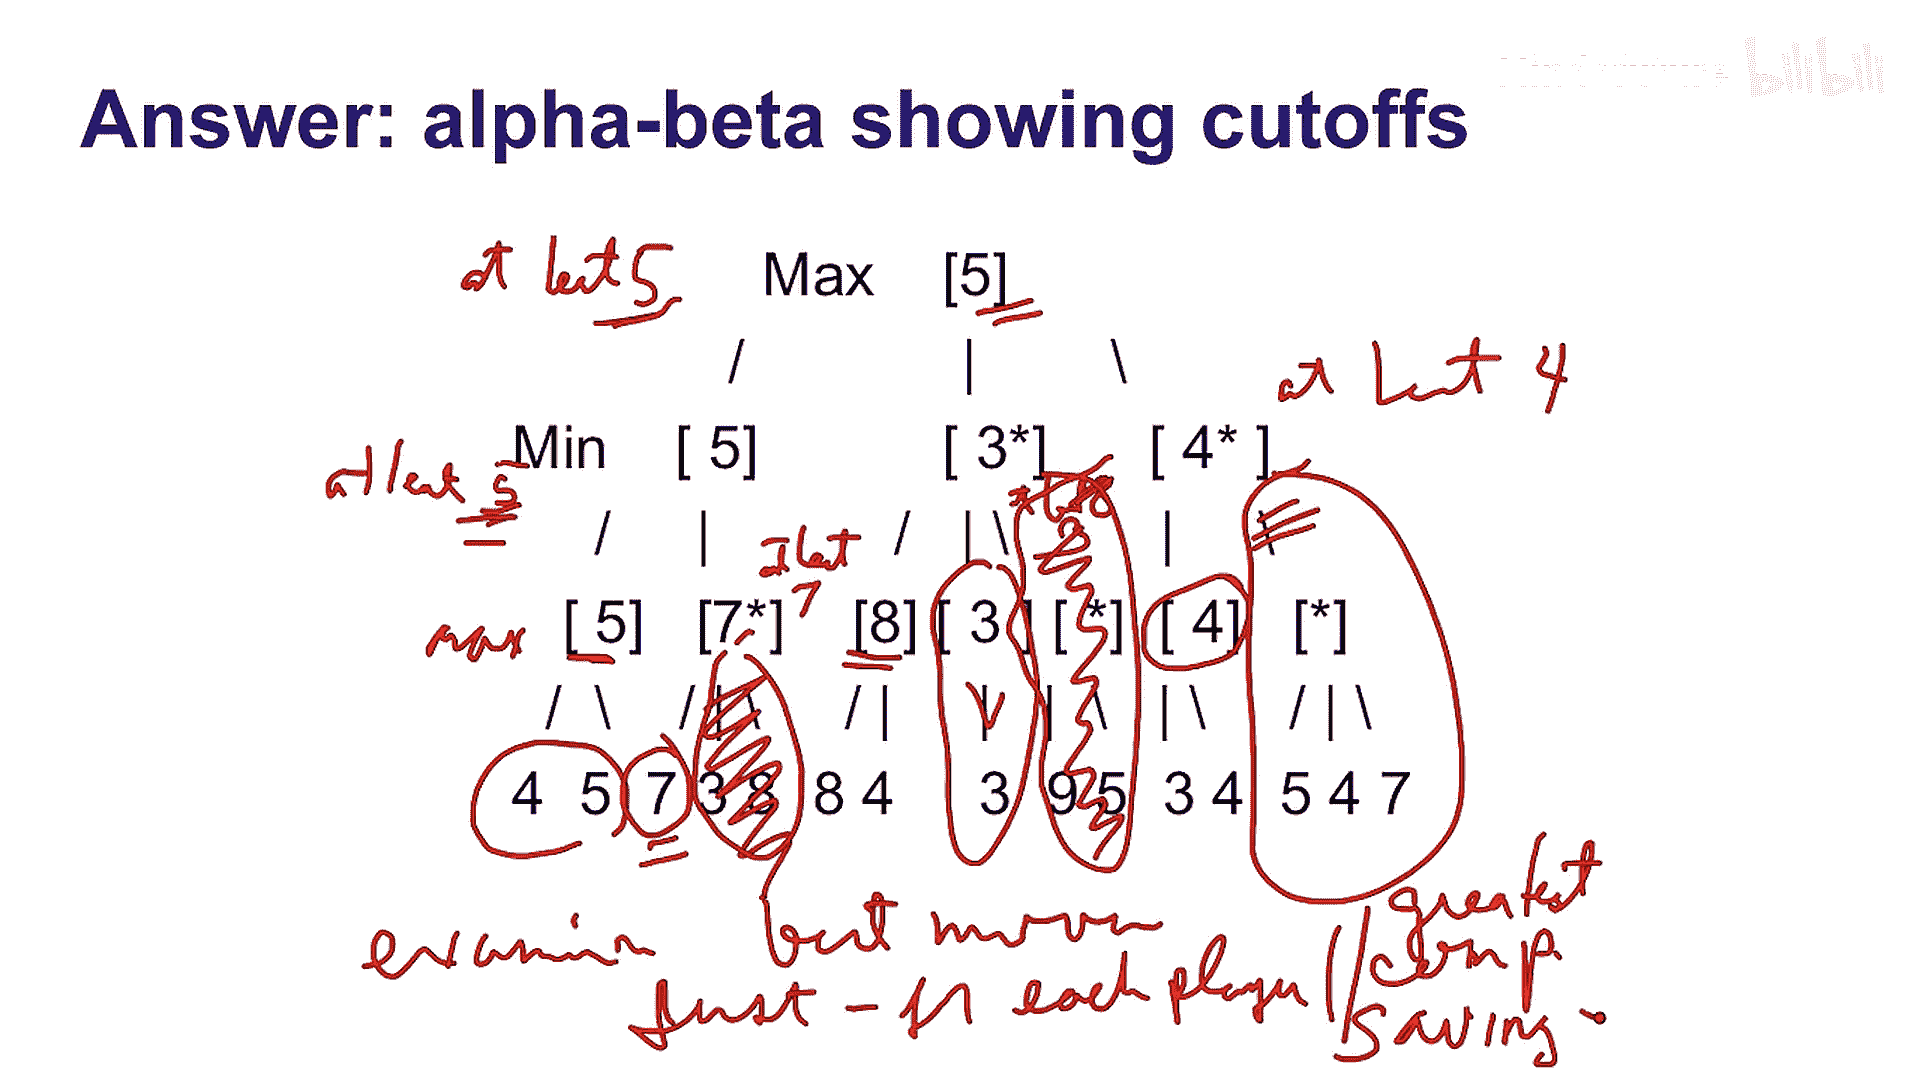 bilibili
Answer: alpha-beta showing cutoffs
at least 5 Max [5]
/ | \
at least 4
Min [ 5] [ 3*] [ 4* ]
at least 5
/ | / | \ | \
at least 7
max [ 5] [7*] [8] [ 3 ] [ *] [ 4] [*]
/ \ / | \ / | | | \ | \ / | \
4 5 7 3 8 8 4 3 9 5 3 4 5 4 7
examine best moves
first - for each player
greatest
comp
saving.